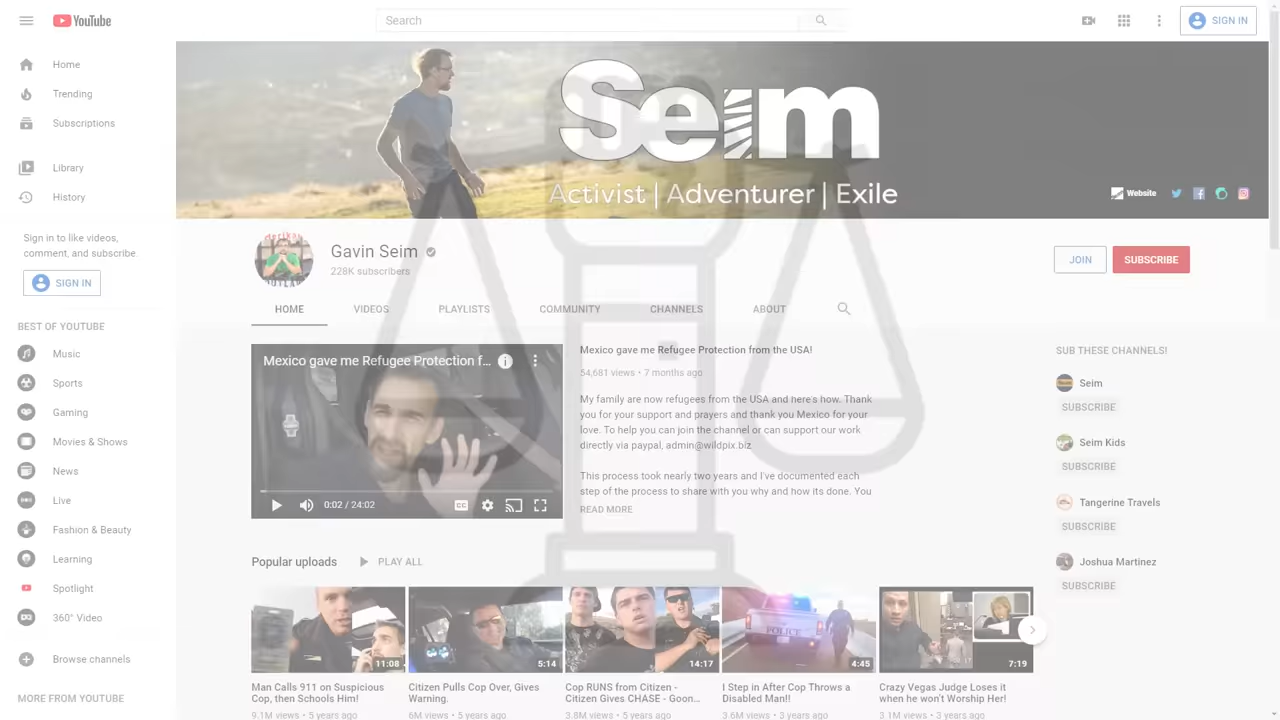 YouTube
Search
SIGN IN
Home
Trending
Subscriptions
Library
History
Sign in to like videos,
comment, and subscribe.
SIGN IN
BEST OF YOUTUBE
Music
Sports
Gaming
Movies & Shows
News
Live
Fashion & Beauty
Learning
Spotlight
360° Video
Browse channels
MORE FROM YOUTUBE
Seim
Activist | Adventurer | Exile
Website
Gavin Seim
228K subscribers
JOIN
SUBSCRIBE
HOME
VIDEOS
PLAYLISTS
COMMUNITY
CHANNELS
ABOUT
Mexico gave me Refugee Protection f...
0:02 / 24:02
CC
Mexico gave me Refugee Protection from the USA!
54,681 views • 7 months ago
My family are now refugees from the USA and here's how. Thank
you for your support and prayers and thank you Mexico for your
love. To help you can join the channel or can support our work
directly via paypal, admin@wildpix.biz
This process took nearly two years and I've documented each
step of the process to share with you why and how its done. You
READ MORE
SUB THESE CHANNELS!
Seim
SUBSCRIBE
Seim Kids
SUBSCRIBE
Tangerine Travels
SUBSCRIBE
Joshua Martinez
SUBSCRIBE
Popular uploads
PLAY ALL
11:08
5:14
14:17
POLICE
4:45
7:19
Man Calls 911 on Suspicious
Cop, then Schools Him!
9.1M views • 5 years ago
Citizen Pulls Cop Over, Gives
Warning.
6M views • 5 years ago
Cop RUNS from Citizen -
Citizen Gives CHASE - Goon...
3.8M views • 5 years ago
I Step in After Cop Throws a
Disabled Man!!
3.6M views • 3 years ago
Crazy Vegas Judge Loses it
when he won't Worship Her!
3.1M views • 3 years ago